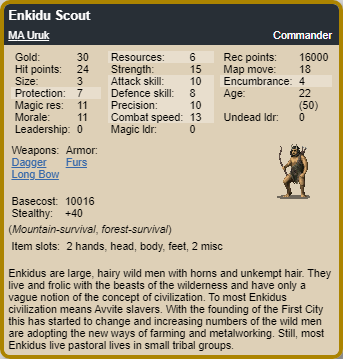 Enkidu Scout
MA Uruk Commander
Gold: 30 Resources: 6 Rec points: 16000
Hit points: 24 Strength: 15 Map move: 18
Size: 3 Attack skill: 10 Encumbrance: 4
Protection: 7 Defence skill: 8 Age: 22
Magic res: 11 Precision: 10 (50)
Morale: 11 Combat speed: 13 Undead ldr: 0
Leadership: 0 Magic ldr: 0
Weapons: Armor:
Dagger Furs
Long Bow
Basecost: 10016
Stealthy: +40
(Mountain-survival, forest-survival)
Item slots: 2 hands, head, body, feet, 2 misc
Enkidus are large, hairy wild men with horns and unkempt hair. They
live and frolic with the beasts of the wilderness and have only a
vague notion of the concept of civilization. To most Enkidus
civilization means Avvite slavers. With the founding of the First City
this has started to change and increasing numbers of the wild men
are adopting the new ways of farming and metalworking. Still, most
Enkidus live pastoral lives in small tribal groups.